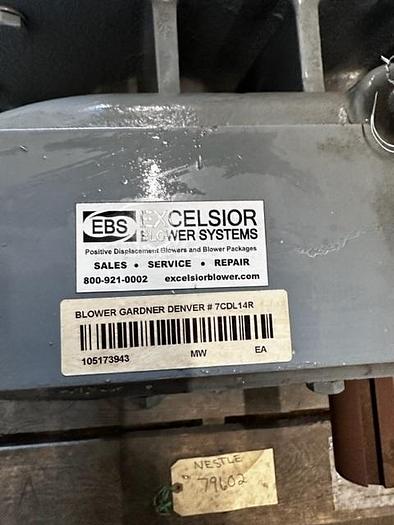 EBS
EXCELSIOR
BLOWER SYSTEMS
Positive Displacement Blowers and Blower Packages
SALES • SERVICE • REPAIR
800-921-0002 excelsiorblower.com
BLOWER GARDNER DENVER # 7CDL14R
105173943 MW EA
NESTLE
79602